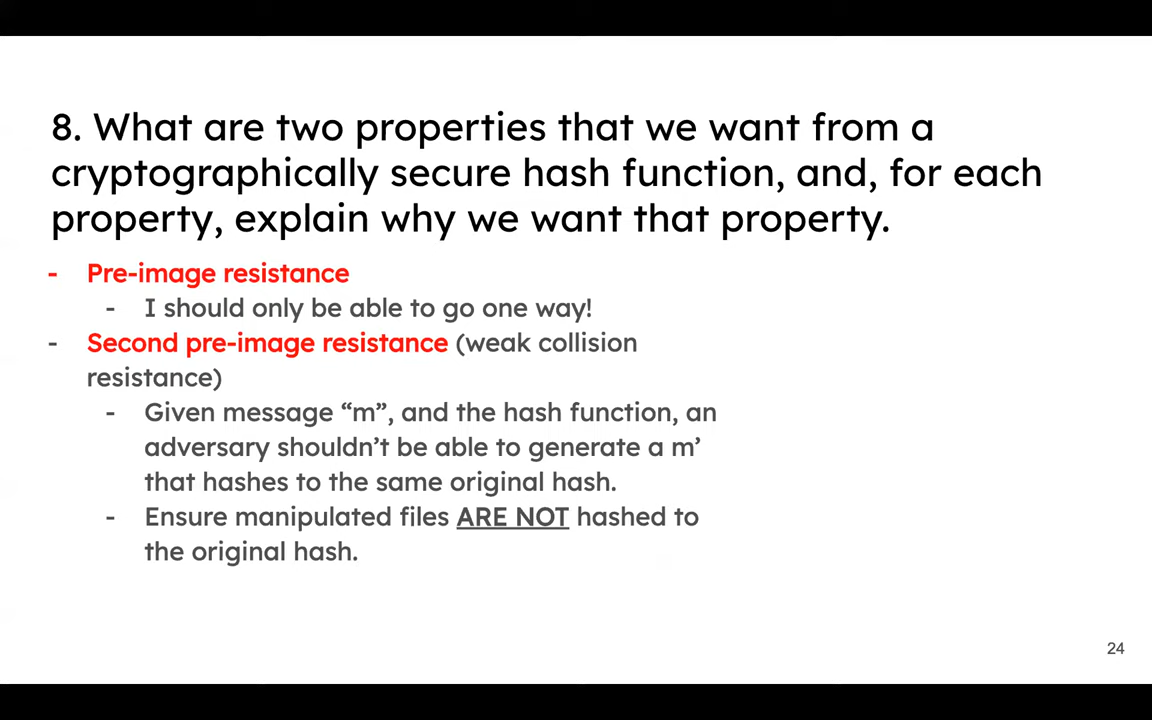 8. What are two properties that we want from a
cryptographically secure hash function, and, for each
property, explain why we want that property.
- Pre-image resistance
- I should only be able to go one way!
- Second pre-image resistance (weak collision
resistance)
- Given message “m”, and the hash function, an
adversary shouldn’t be able to generate a m’
that hashes to the same original hash.
- Ensure manipulated files ARE NOT hashed to
the original hash.
24